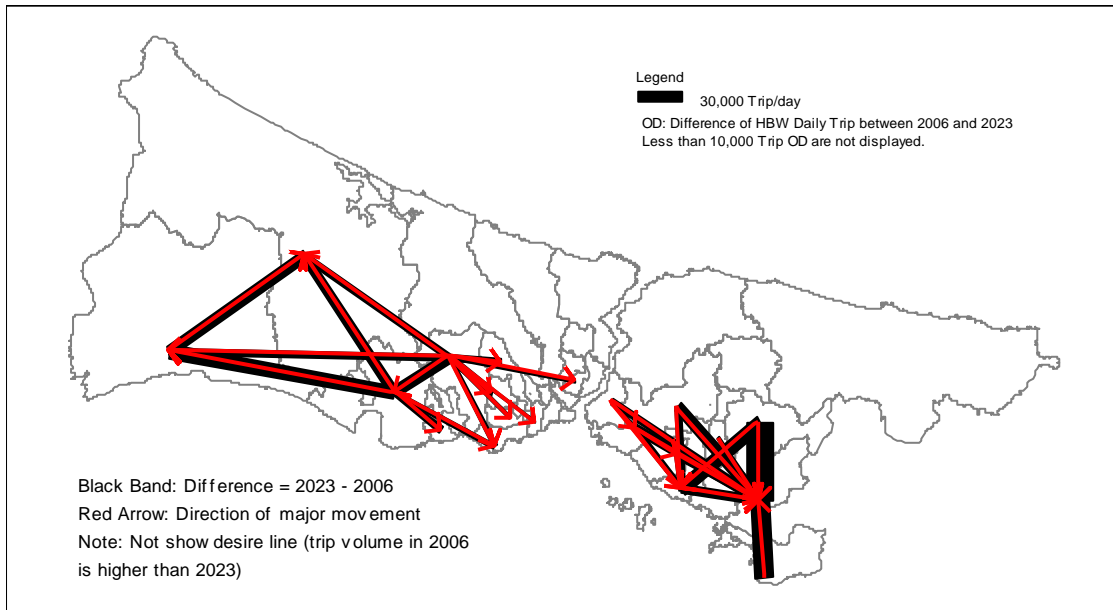 Legend
30,000 Trip/day
OD: Difference of HBW Daily Trip between 2006 and 2023
Less than 10,000 Trip OD are not displayed.
Black Band: Difference = 2023 - 2006
Red Arrow: Direction of major movement
Note: Not show desire line (trip volume in 2006
is higher than 2023)